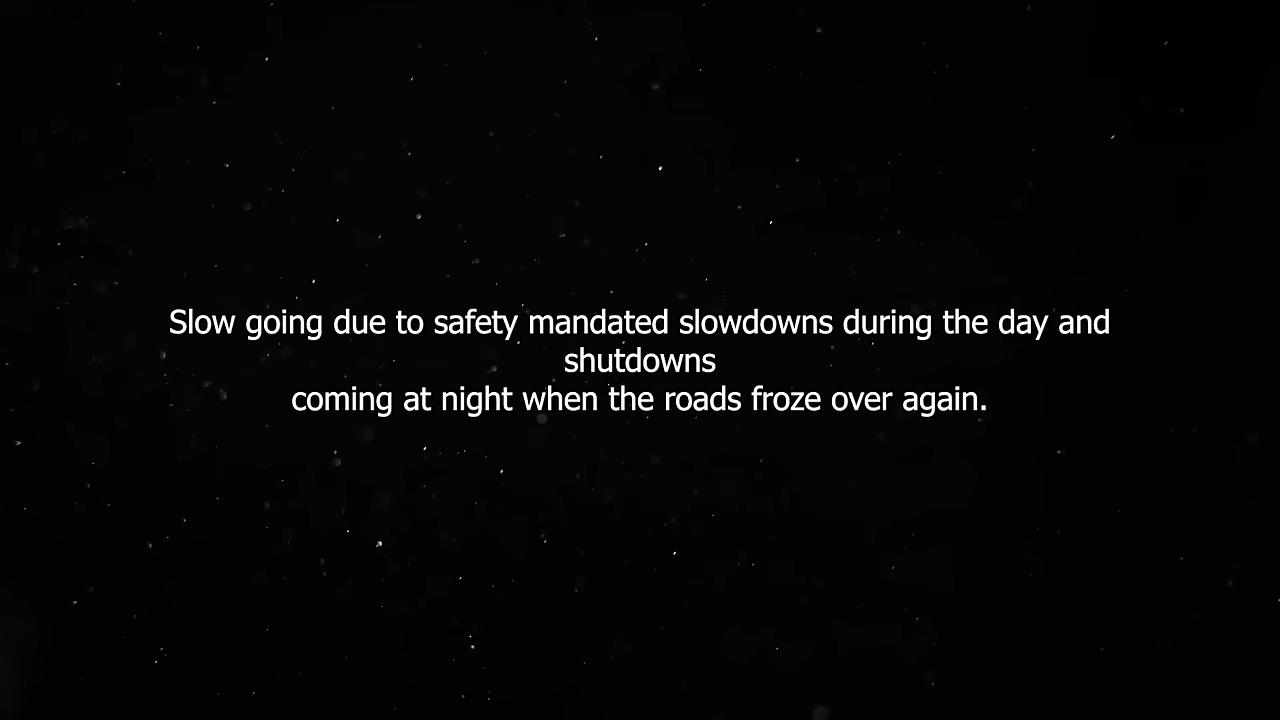 Slow going due to safety mandated slowdowns during the day and
shutdowns
coming at night when the roads froze over again.